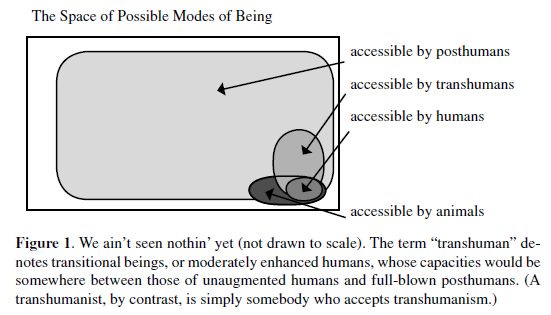 The Space of Possible Modes of Being
accessible by posthumans
accessible by transhumans
accessible by humans
accessible by animals
Figure 1. We ain’t seen nothin’ yet (not drawn to scale). The term “transhuman” de-
notes transitional beings, or moderately enhanced humans, whose capacities would be
somewhere between those of unaugmented humans and full-blown posthumans. (A
transhumanist, by contrast, is simply somebody who accepts transhumanism.)